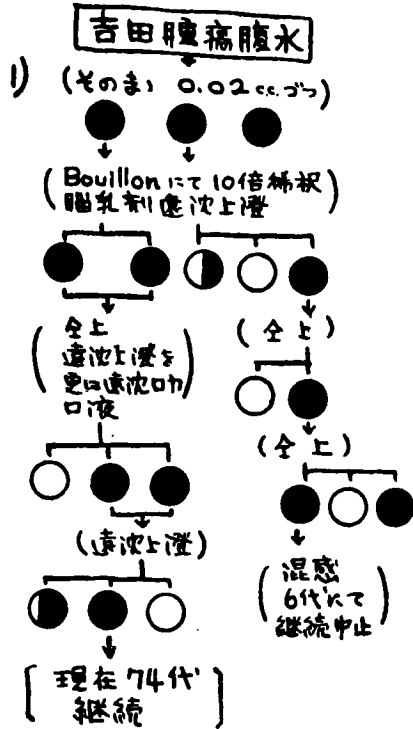 吉田腫瘍腹水
1)
(そのまゝ 0.02cc.づつ)
(Bouillonにて10倍稀釈
脳乳剤遠沈上澄)
(仝上
遠沈上澄を
更に遠沈ロカ
ロ液)
(仝上)
(仝上)
(遠沈上澄)
(混惑
6代にて
継続中止)
[現在74代
継続]